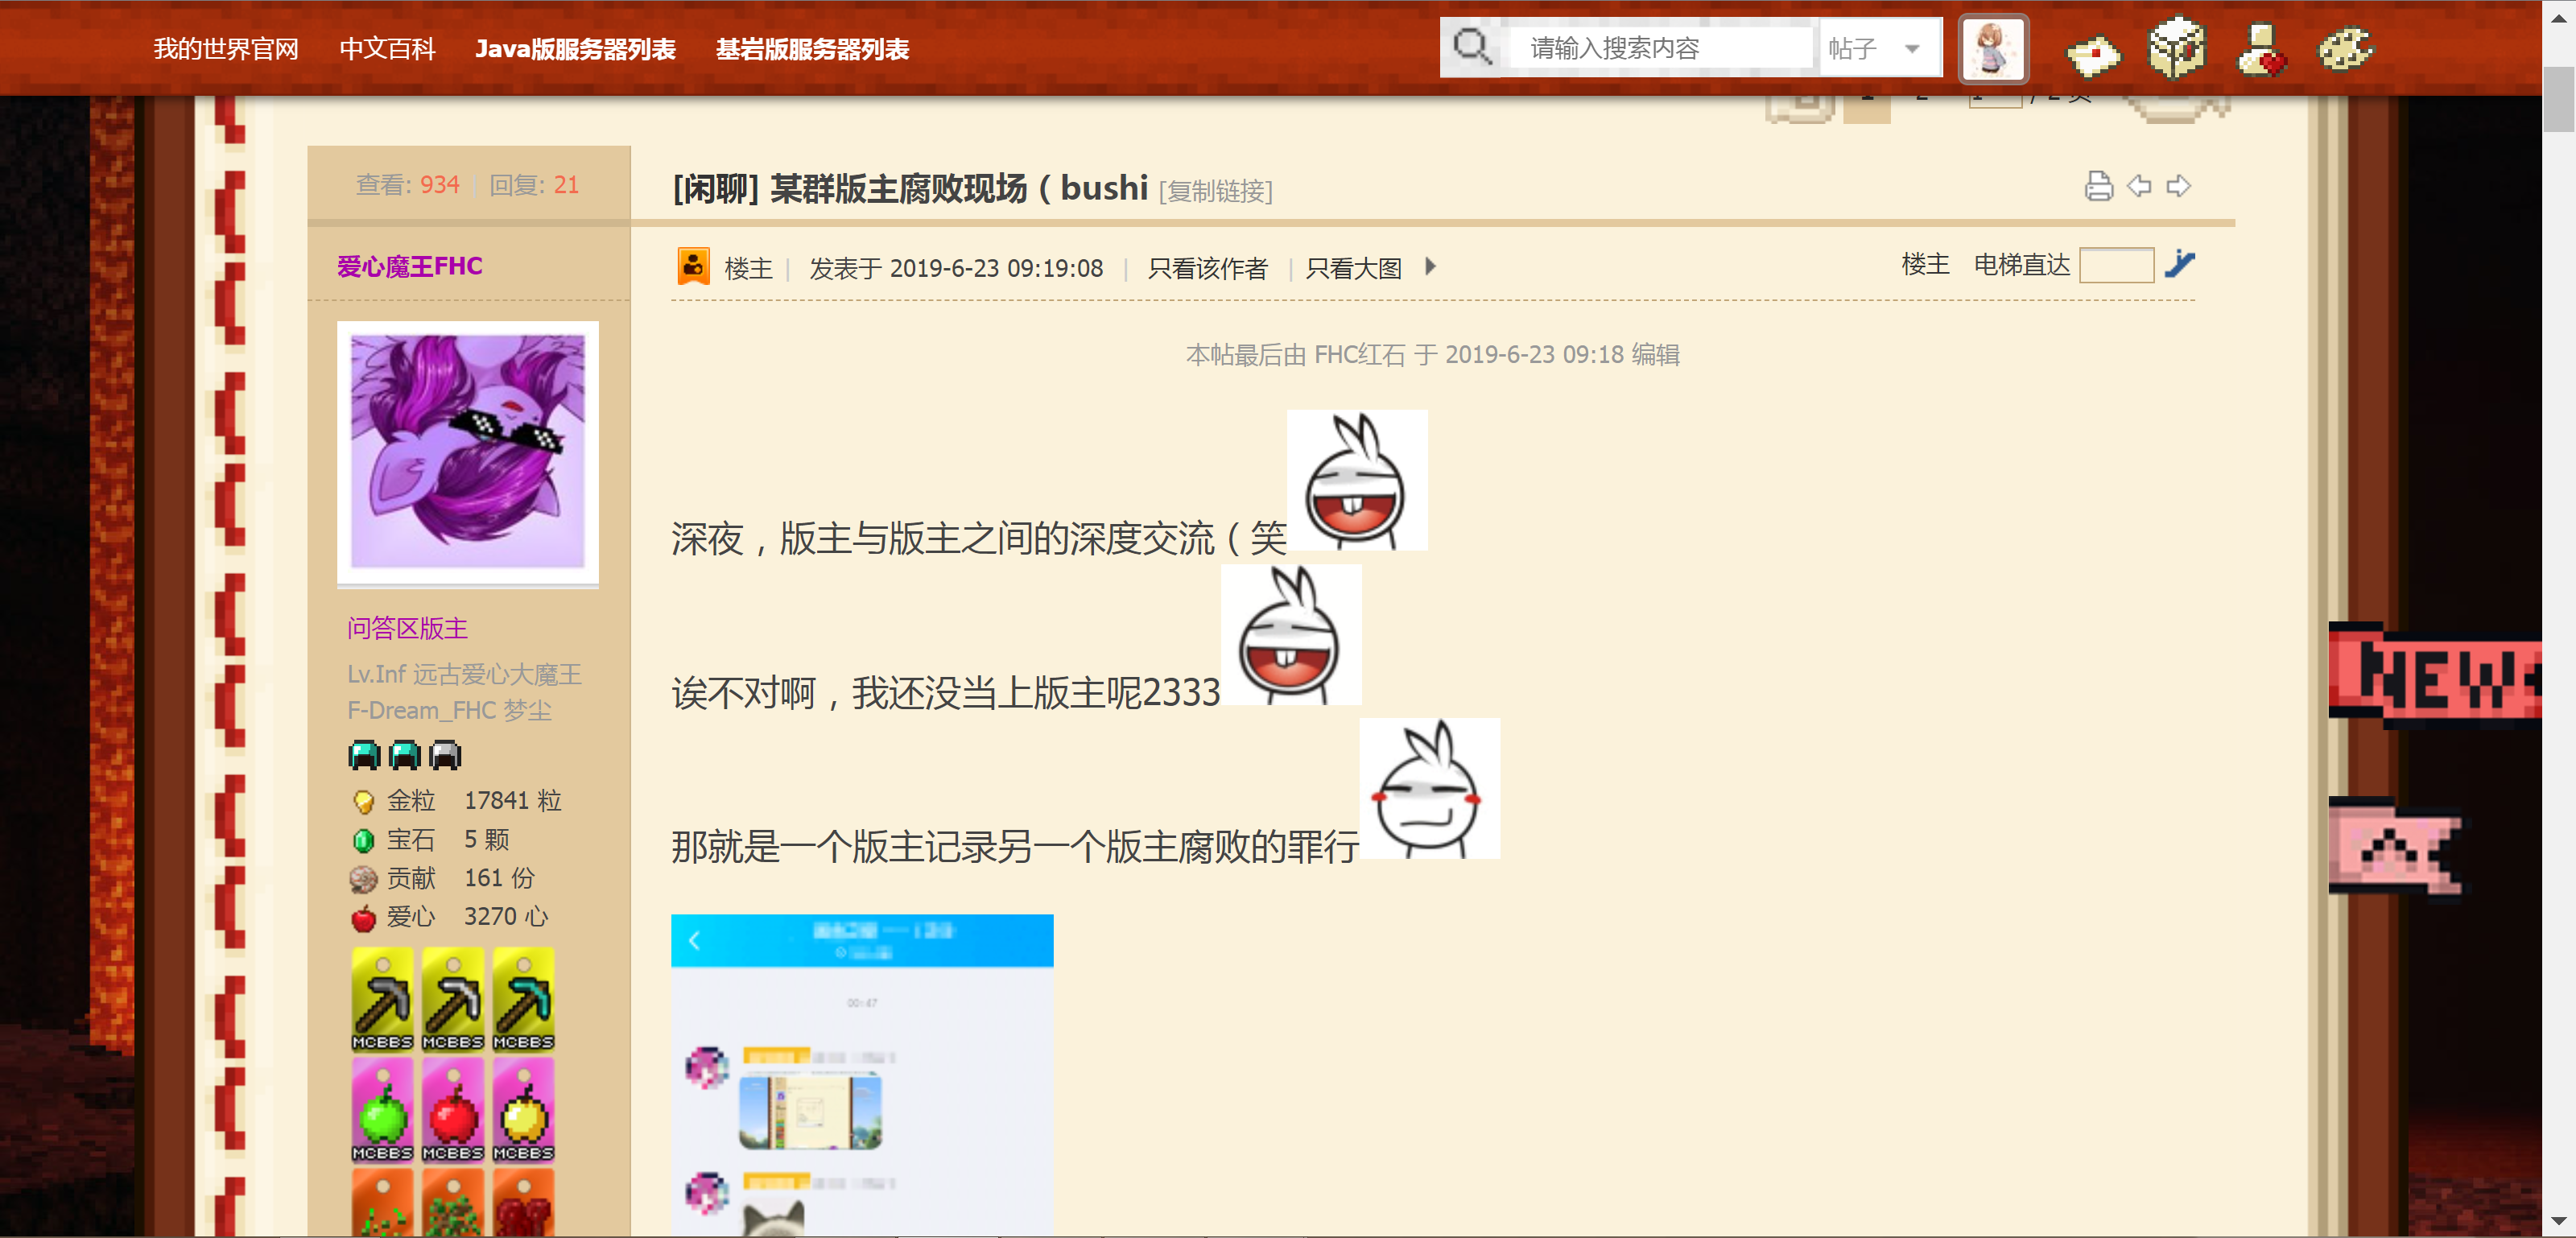 我的世界官网 中文百科 Java版服务器列表 基岩版服务器列表 请输入搜索内容 帖子
查看: 934 | 回复: 21
[闲聊] 某群版主腐败现场（bushi [复制链接]
爱心魔王FHC
楼主 | 发表于 2019-6-23 09:19:08 | 只看该作者 | 只看大图
楼主 电梯直达
本帖最后由 FHC红石 于 2019-6-23 09:18 编辑
深夜，版主与版主之间的深度交流（笑
诶不对啊，我还没当上版主呢2333
那就是一个版主记录另一个版主腐败的罪行
问答区版主
Lv.Inf 远古爱心大魔王
F-Dream_FHC 梦尘
金粒 17841 粒
宝石 5 颗
贡献 161 份
爱心 3270 心
MCBBS MCBBS MCBBS
MCBBS MCBBS MCBBS
00:47
NEW